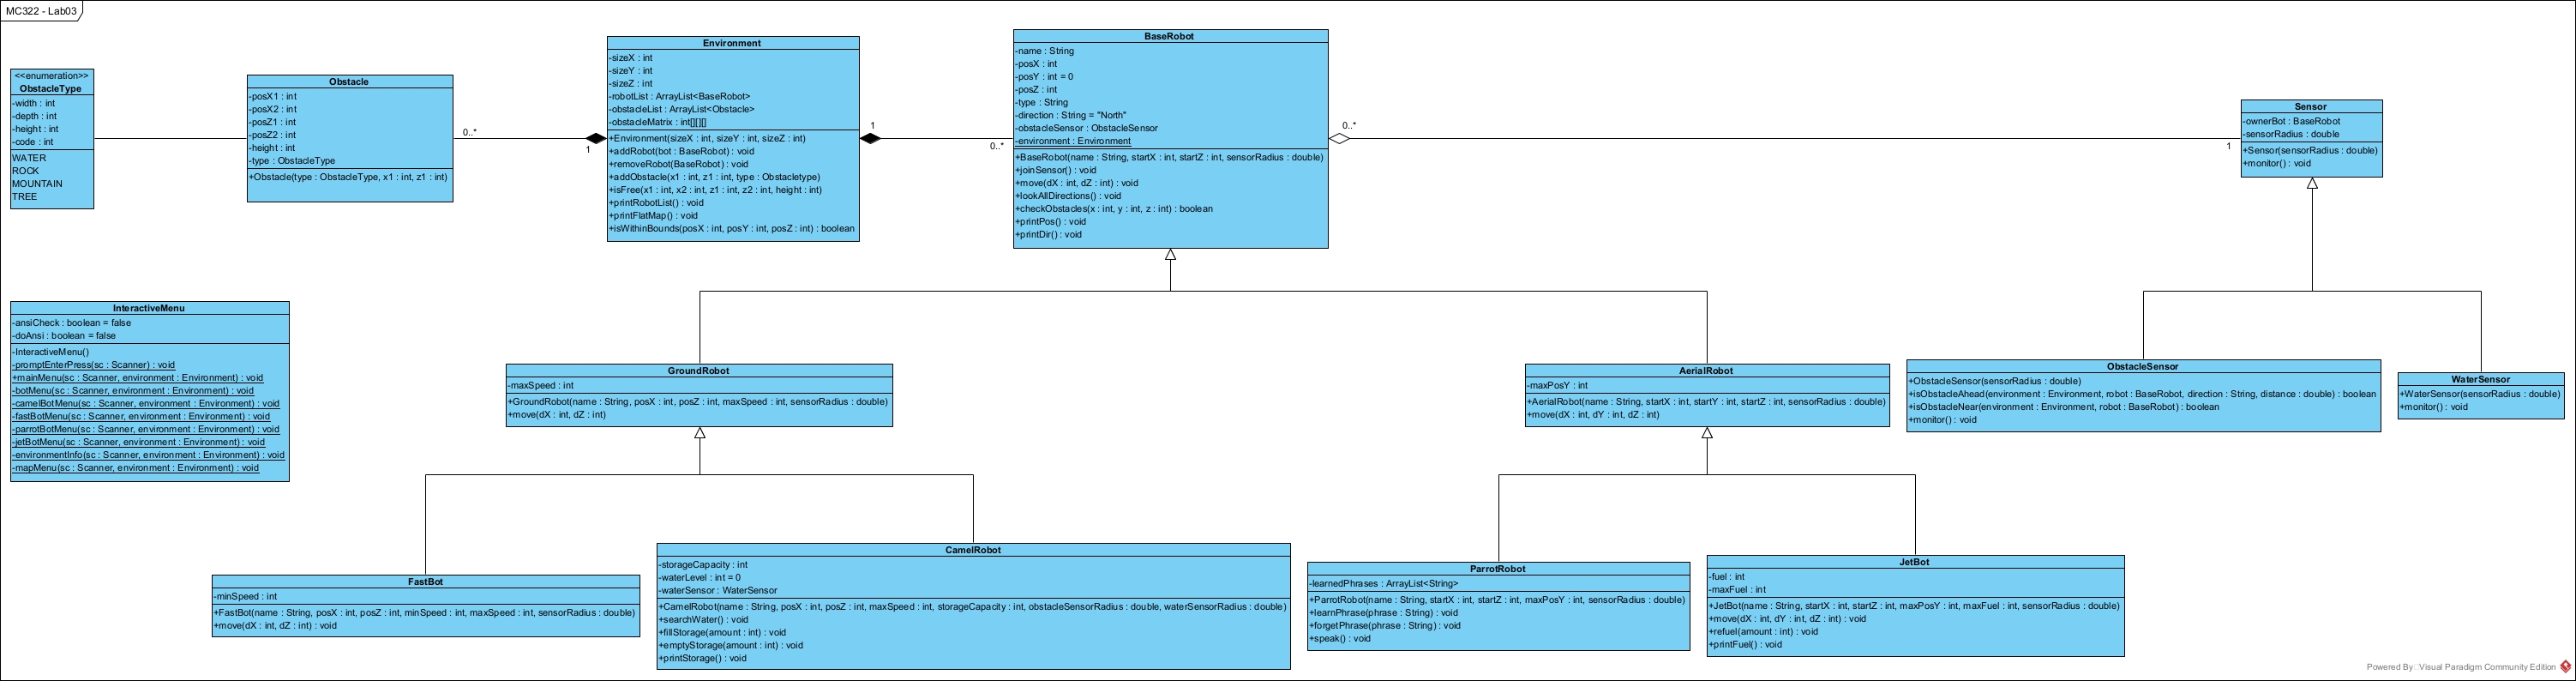 MC322 - Lab03
<<enumeration>>
ObstacleType
-width : int
-depth : int
-height : int
-code : int
WATER
ROCK
MOUNTAIN
TREE
Obstacle
-posX1 : int
-posX2 : int
-posZ1 : int
-posZ2 : int
-height : int
-type : ObstacleType
+Obstacle(type : ObstacleType, x1 : int, z1 : int)
0..*
1
Environment
-sizeX : int
-sizeY : int
-sizeZ : int
-robotList : ArrayList<BaseRobot>
-obstacleList : ArrayList<Obstacle>
-obstacleMatrix : int[][][]
+Environment(sizeX : int, sizeY : int, sizeZ : int)
+addRobot(bot : BaseRobot) : void
+removeRobot(BaseRobot) : void
+addObstacle(x1 : int, z1 : int, type : Obstacletype)
+isFree(x1 : int, x2 : int, z1 : int, z2 : int, height : int)
+printRobotList() : void
+printFlatMap() : void
+isWithinBounds(posX : int, posY : int, posZ : int) : boolean
1
0..*
BaseRobot
-name : String
-posX : int
-posY : int = 0
-posZ : int
-type : String
-direction : String = "North"
-obstacleSensor : ObstacleSensor
-environment : Environment
+BaseRobot(name : String, startX : int, startZ : int, sensorRadius : double)
+joinSensor() : void
+move(dX : int, dZ : int) : void
+lookAllDirections() : void
+checkObstacles(x : int, y : int, z : int) : boolean
+printPos() : void
+printDir() : void
0..*
1
Sensor
-ownerBot : BaseRobot
-sensorRadius : double
+Sensor(sensorRadius : double)
+monitor() : void
InteractiveMenu
-ansiCheck : boolean = false
-doAnsi : boolean = false
-InteractiveMenu()
-promptEnterPress(sc : Scanner) : void
+mainMenu(sc : Scanner, environment : Environment) : void
-botMenu(sc : Scanner, environment : Environment) : void
-camelBotMenu(sc : Scanner, environment : Environment) : void
-fastBotMenu(sc : Scanner, environment : Environment) : void
-parrotBotMenu(sc : Scanner, environment : Environment) : void
-jetBotMenu(sc : Scanner, environment : Environment) : void
-environmentInfo(sc : Scanner, environment : Environment) : void
-mapMenu(sc : Scanner, environment : Environment) : void
GroundRobot
-maxSpeed : int
+GroundRobot(name : String, posX : int, posZ : int, maxSpeed : int, sensorRadius : double)
+move(dX : int, dZ : int)
AerialRobot
-maxPosY : int
+AerialRobot(name : String, startX : int, startY : int, startZ : int, sensorRadius : double)
+move(dX : int, dY : int, dZ : int)
ObstacleSensor
+ObstacleSensor(sensorRadius : double)
+isObstacleAhead(environment : Environment, robot : BaseRobot, direction : String, distance : double) : boolean
+isObstacleNear(environment : Environment, robot : BaseRobot) : boolean
+monitor() : void
WaterSensor
+WaterSensor(sensorRadius : double)
+monitor() : void
FastBot
-minSpeed : int
+FastBot(name : String, posX : int, posZ : int, minSpeed : int, maxSpeed : int, sensorRadius : double)
+move(dX : int, dZ : int) : void
CamelRobot
-storageCapacity : int
-waterLevel : int = 0
-waterSensor : WaterSensor
+CamelRobot(name : String, posX : int, posZ : int, maxSpeed : int, storageCapacity : int, obstacleSensorRadius : double, waterSensorRadius : double)
+searchWater() : void
+fillStorage(amount : int) : void
+emptyStorage(amount : int) : void
+printStorage() : void
ParrotRobot
-learnedPhrases : ArrayList<String>
+ParrotRobot(name : String, startX : int, startZ : int, maxPosY : int, sensorRadius : double)
+learnPhrase(phrase : String) : void
+forgetPhrase(phrase : String) : void
+speak() : void
JetBot
-fuel : int
-maxFuel : int
+JetBot(name : String, startX : int, startZ : int, maxPosY : int, maxFuel : int, sensorRadius : double)
+move(dX : int, dY : int, dZ : int) : void
+refuel(amount : int) : void
+printFuel() : void
Powered By Visual Paradigm Community Edition